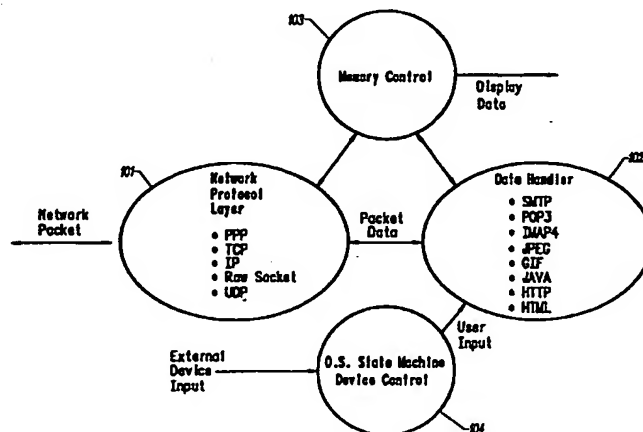 103
Memory Control
Display
Data
101
Network
Protocol
Layer
• PPP
• TCP
• IP
• Raw Socket
• UDP
Network
Packet
Packet
Data
102
Data Handler
• SMTP
• POP3
• IMAP4
• JPEG
• GIF
• JAVA
• HTTP
• HTML
User
Input
External
Device
Input
O.S. State Machine
Device Control
104